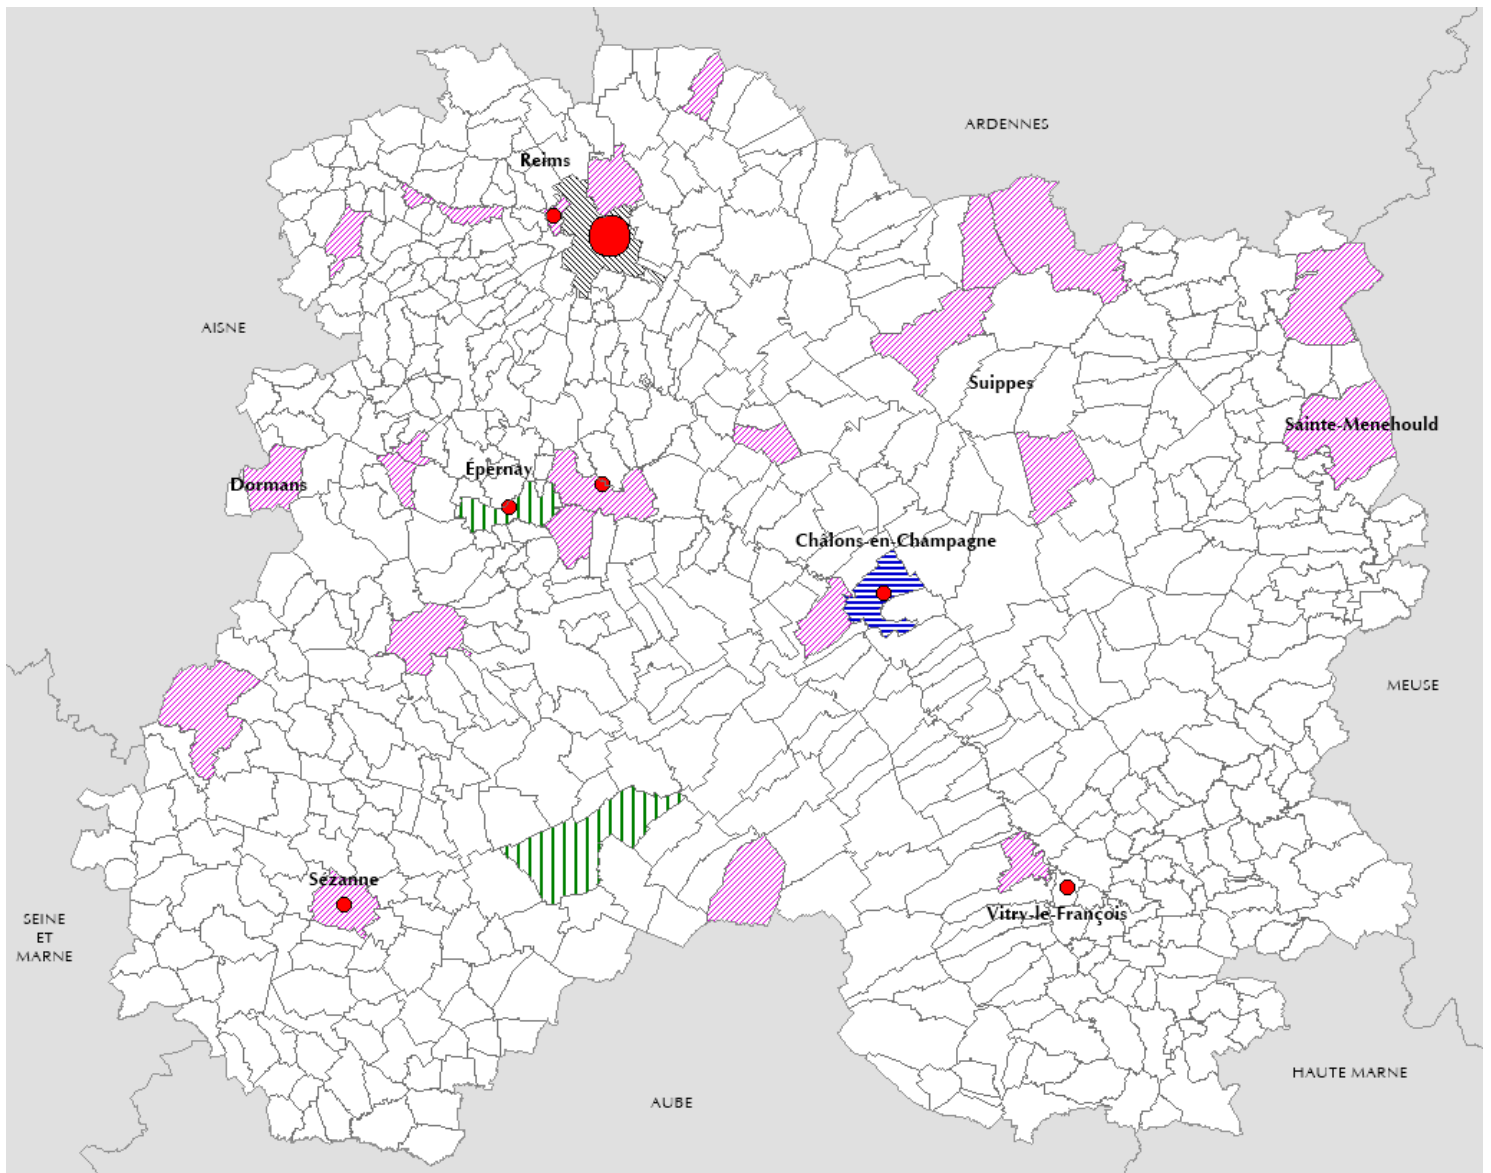 ARDENNES
Reims
AISNE
Suippes
Sainte-Menehould
Épernay
Dormans
Châlons-en-Champagne
MEUSE
Sézanne
SEINE
ET
MARNE
Vitry-le-François
HAUTE MARNE
AUBE